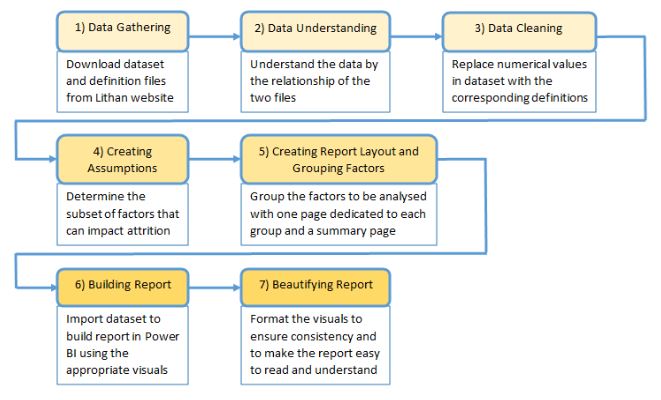 1) Data Gathering
Download dataset
and definition files
from Lithan website
2) Data Understanding
Understand the data by
the relationship of the
two files
3) Data Cleaning
Replace numerical values
in dataset with the
corresponding definitions
4) Creating
Assumptions
Determine the
subset of factors that
can impact attrition
5) Creating Report Layout and
Grouping Factors
Group the factors to be analysed
with one page dedicated to each
group and a summary page
6) Building Report
Import dataset to
build report in Power
BI using the
appropriate visuals
7) Beautifying Report
Format the visuals to
ensure consistency and
to make the report easy
to read and understand